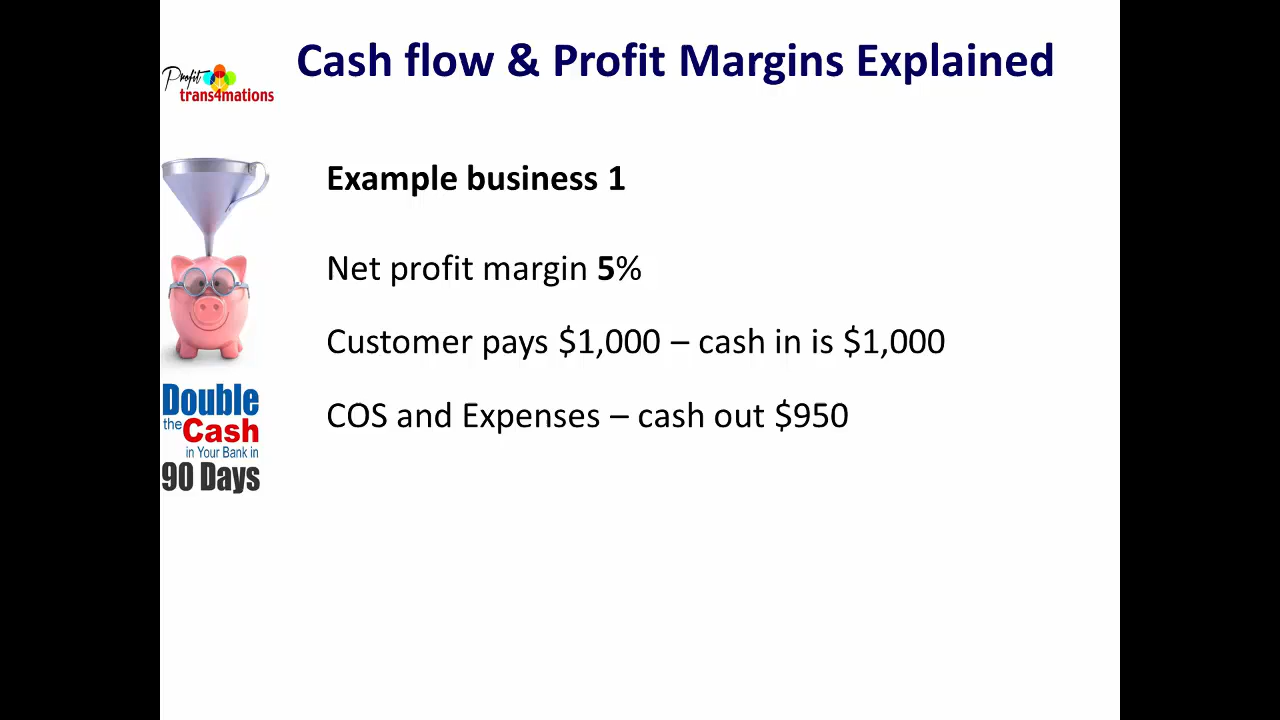 Cash flow & Profit Margins Explained
Profit
trans4mations
Example business 1
Net profit margin 5%
Customer pays $1,000 – cash in is $1,000
COS and Expenses – cash out $950
Double
the Cash
in Your Bank in
90 Days